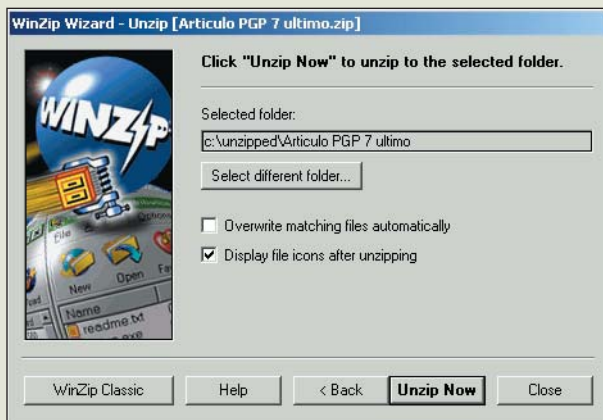 WinZip Wizard - Unzip [Articulo PGP 7 ultimo.zip]
Click "Unzip Now" to unzip to the selected folder.
WINZIP
Selected folder:
c:\unzipped\Articulo PGP 7 ultimo
Select different folder...
Overwrite matching files automatically
Display file icons after unzipping
File
Options
New
Open
Name
readme.txt
WinZip Classic
Help
< Back
Unzip Now
Close